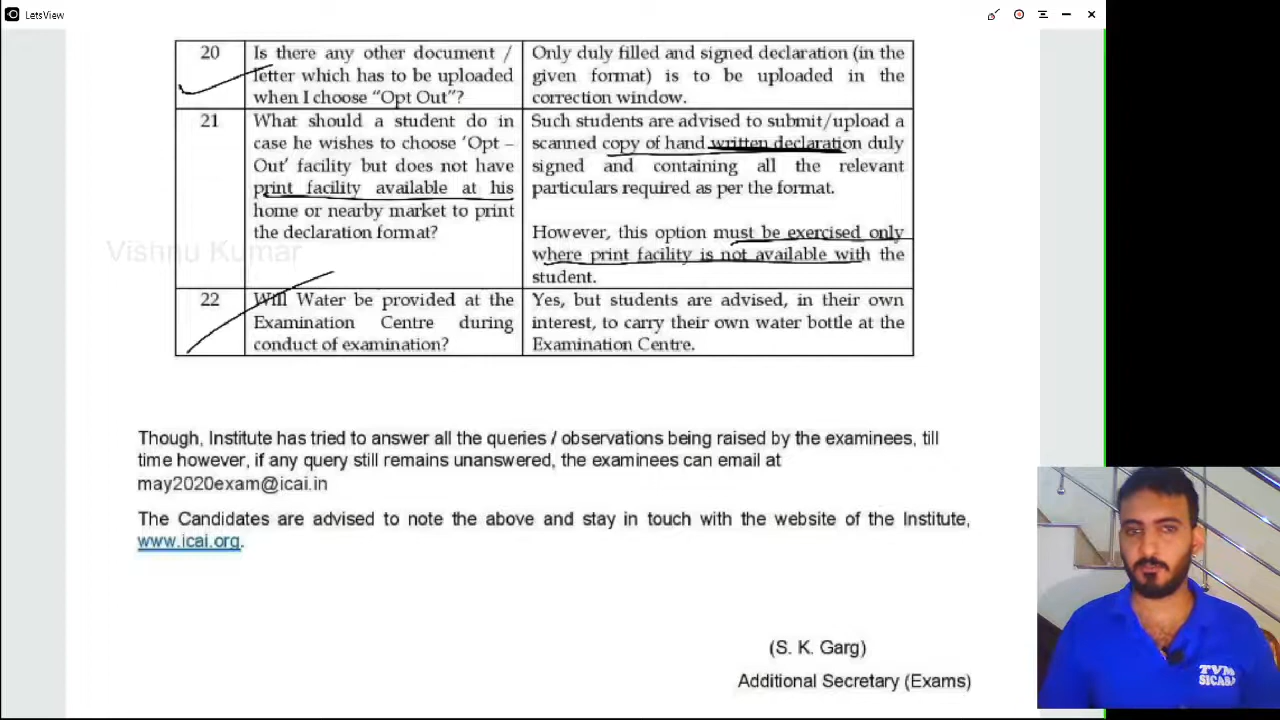 LetsView
20
Is there any other document /
letter which has to be uploaded
when I choose “Opt Out”?
Only duly filled and signed declaration (in the
given format) is to be uploaded in the
correction window.
21
What should a student do in
case he wishes to choose ‘Opt –
Out’ facility but does not have
print facility available at his
home or nearby market to print
the declaration format?
Such students are advised to submit/upload a
scanned copy of hand written declaration duly
signed and containing all the relevant
particulars required as per the format.
However, this option must be exercised only
where print facility is not available with the
student.
Vishnu Kumar
22
Will Water be provided at the
Examination Centre during
conduct of examination?
Yes, but students are advised, in their own
interest, to carry their own water bottle at the
Examination Centre.
Though, Institute has tried to answer all the queries / observations being raised by the examinees, till
time however, if any query still remains unanswered, the examinees can email at
may2020exam@icai.in
The Candidates are advised to note the above and stay in touch with the website of the Institute,
www.icai.org.
(S. K. Garg)
Additional Secretary (Exams)
TVM